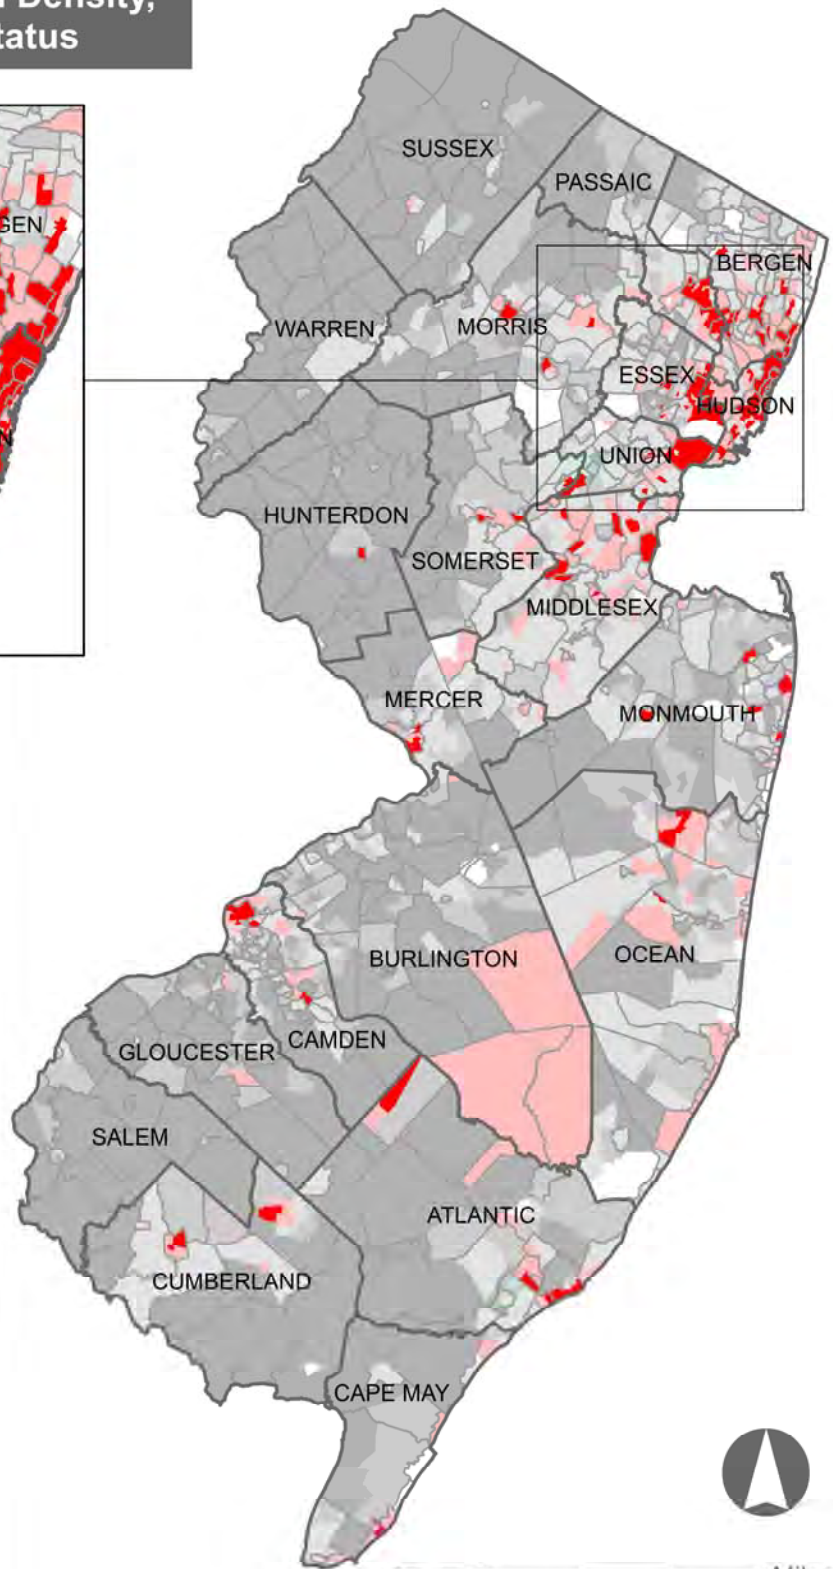 Density,
tatus
GEN
N
SUSSEX
PASSAIC
BERGEN
WARREN
MORRIS
ESSEX
HUDSON
UNION
HUNTERDON
SOMERSET
MIDDLESEX
MERCER
MONMOUTH
BURLINGTON
OCEAN
CAMDEN
GLOUCESTER
SALEM
ATLANTIC
CUMBERLAND
CAPE MAY